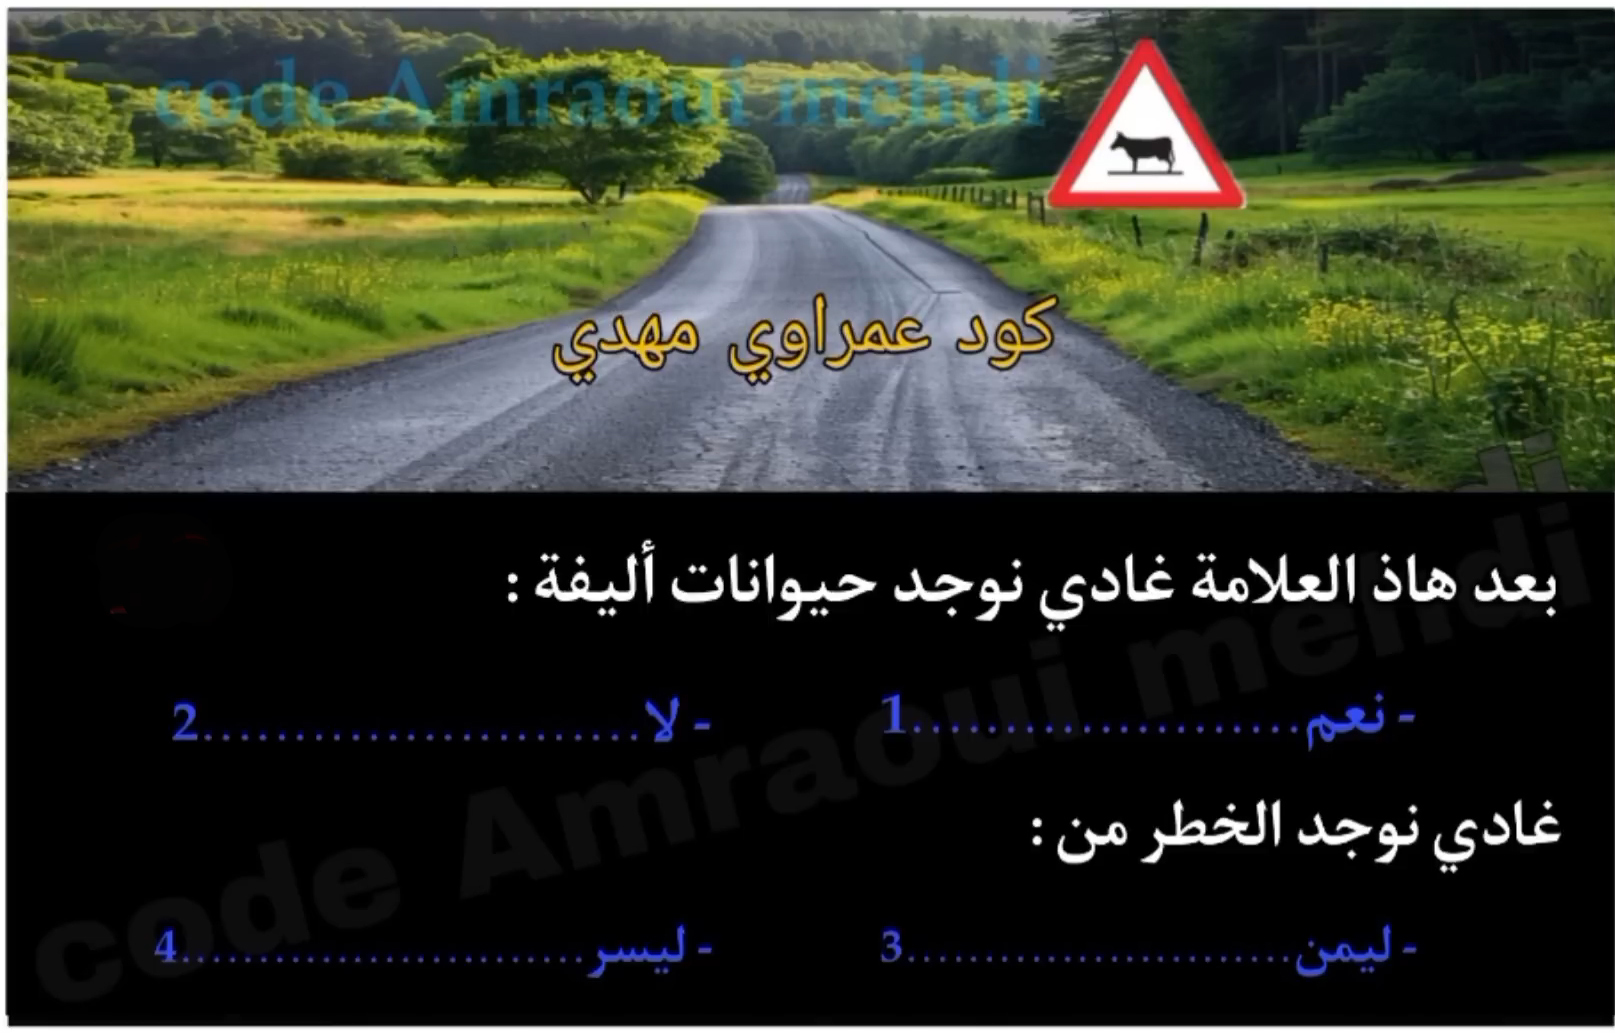 code Amraoui mehdi
كود عمراوي مهدي
بعد هاذ العلامة غادي نوجد حيوانات أليفة :
- نعم.....................1 - لا........................2
غادي نوجد الخطر من :
- ليمن.....................3 - ليسر......................4
code Amraoui mehdi